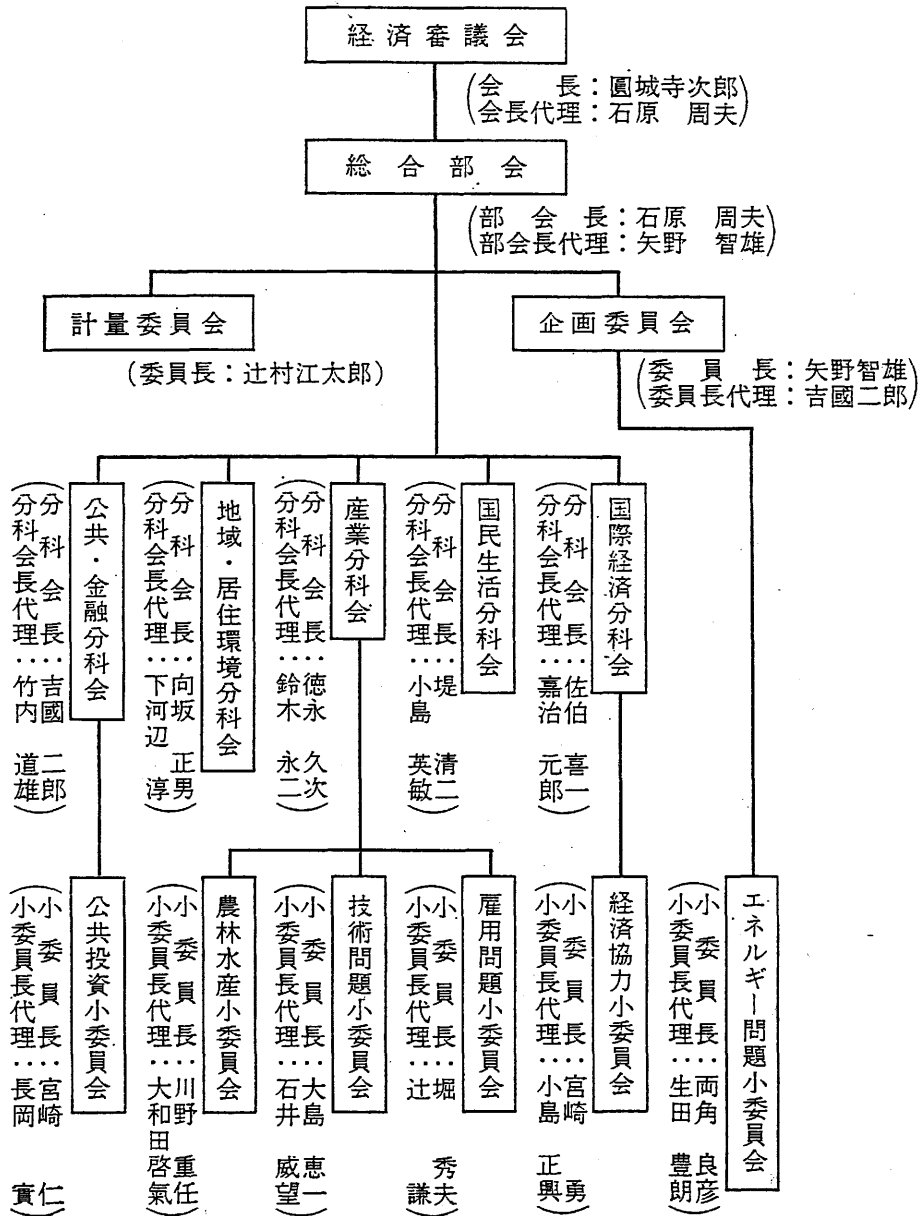 経済審議会
(会長：圓城寺次郎
会長代理：石原 周夫)
総合部会
(部会長：石原 周夫
部会長代理：矢野 智雄)
計量委員会
(委員長：辻村江太郎)
企画委員会
(委員長：矢野智雄
委員長代理：吉國二郎)
国際経済分科会
(分科会長：佐伯 喜一
分科会長代理：嘉治 元郎)
国民生活分科会
(分科会長：堤 清二
分科会長代理：小島 英敏)
産業分科会
(分科会長：徳永 久次
分科会長代理：鈴木 永二)
地域・居住環境分科会
(分科会長：向坂 正男
分科会長代理：下河辺 淳)
公共・金融分科会
(分科会長：吉國 二郎
分科会長代理：竹内 道雄)
エネルギー問題小委員会
(小委員長：両角 良彦
小委員長代理：生田 豊朗)
経済協力小委員会
(小委員長：宮崎 勇
小委員長代理：小島 正興)
雇用問題小委員会
(小委員長：堀 秀夫
小委員長代理：辻 謙)
技術問題小委員会
(小委員長：大島 恵一
小委員長代理：石井 威望)
農林水産小委員会
(小委員長：川野 重任
小委員長代理：大和田啓氣)
公共投資小委員会
(小委員長：宮崎 仁
小委員長代理：長岡 實)